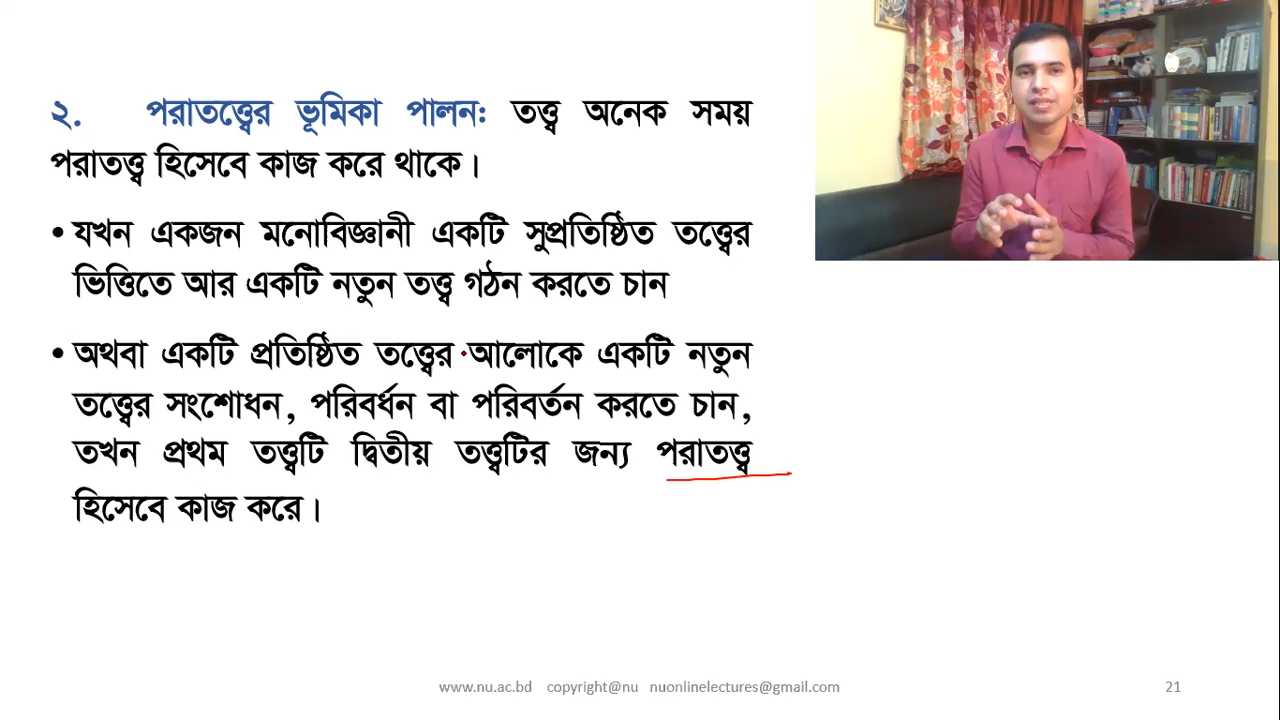 ২. পরাতত্ত্বের ভূমিকা পালন: তত্ত্ব অনেক সময়
পরাতত্ত্ব হিসেবে কাজ করে থাকে।
• যখন একজন মনোবিজ্ঞানী একটি সুপ্রতিষ্ঠিত তত্ত্বের
ভিত্তিতে আর একটি নতুন তত্ত্ব গঠন করতে চান
• অথবা একটি প্রতিষ্ঠিত তত্ত্বের আলোকে একটি নতুন
তত্ত্বের সংশোধন, পরিবর্ধন বা পরিবর্তন করতে চান,
তখন প্রথম তত্ত্বটি দ্বিতীয় তত্ত্বটির জন্য পরাতত্ত্ব
হিসেবে কাজ করে।
www.nu.ac.bd copyright@nu nuonlinelectures@gmail.com 21